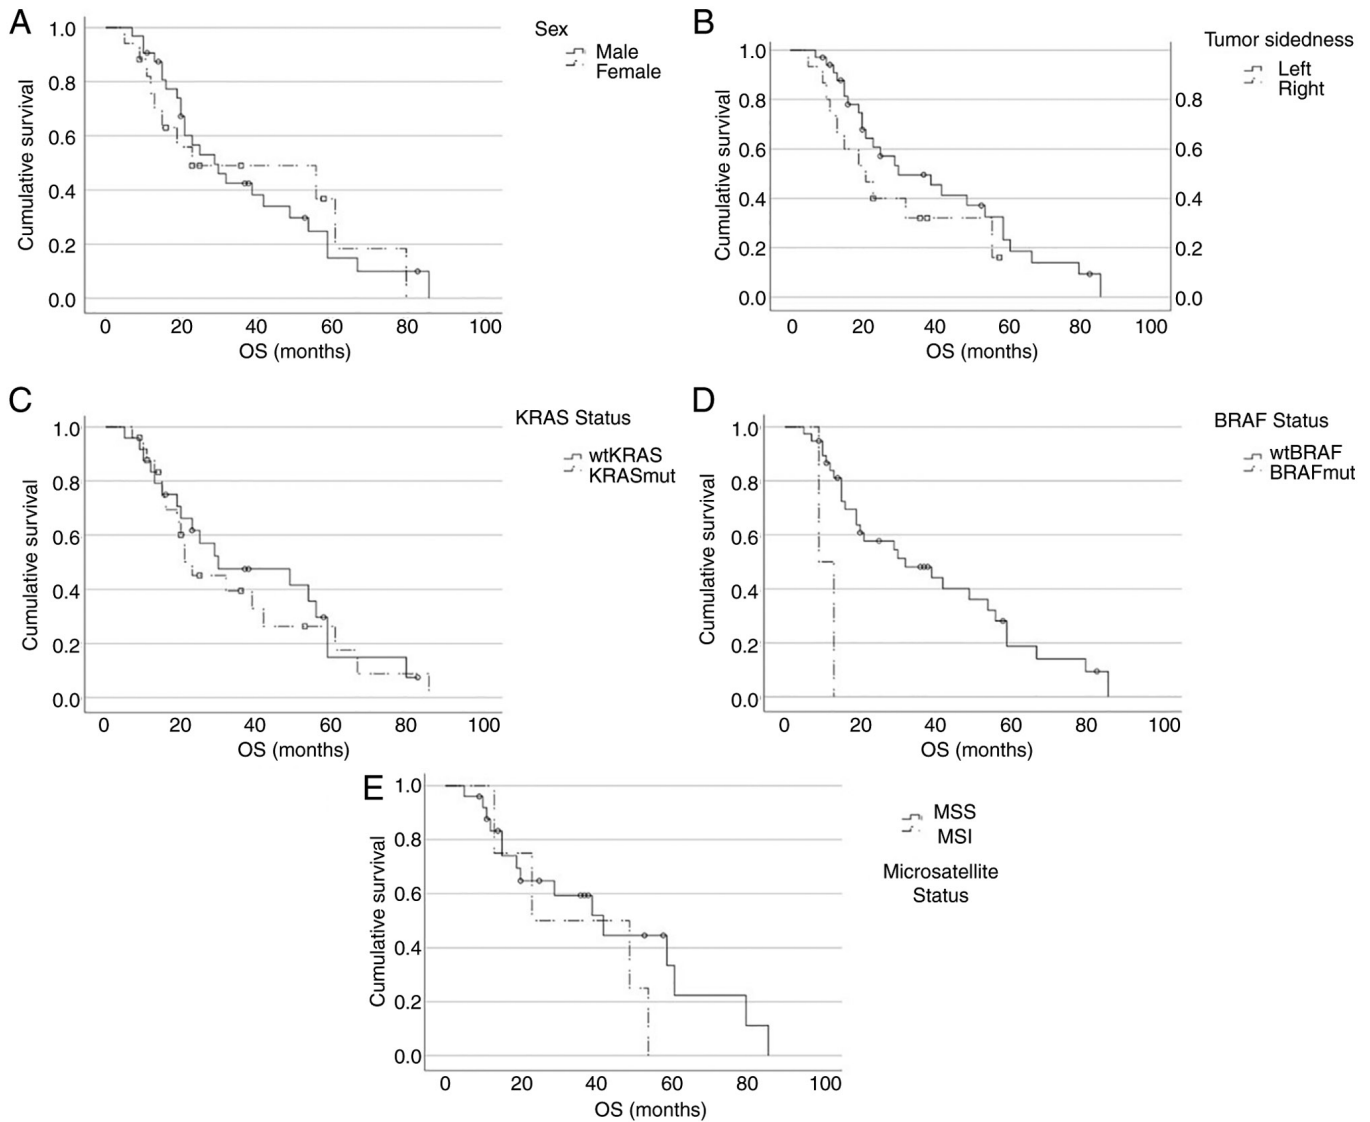 A
Sex
Male
Female
Cumulative survival
1.0
0.8
0.6
0.4
0.2
0.0
0 20 40 60 80 100
OS (months)
B
Tumor sidedness
Left
Right
Cumulative survival
1.0
0.8 0.8
0.6 0.6
0.4 0.4
0.2 0.2
0.0 0.0
0 20 40 60 80 100
OS (months)
C
KRAS Status
wtKRAS
KRASmut
Cumulative survival
1.0
0.8
0.6
0.4
0.2
0.0
0 20 40 60 80 100
OS (months)
D
BRAF Status
wtBRAF
BRAFmut
Cumulative survival
1.0
0.8
0.6
0.4
0.2
0.0
0 20 40 60 80 100
OS (months)
E
MSS
MSI
Microsatellite
Status
Cumulative survival
1.0
0.8
0.6
0.4
0.2
0.0
0 20 40 60 80 100
OS (months)